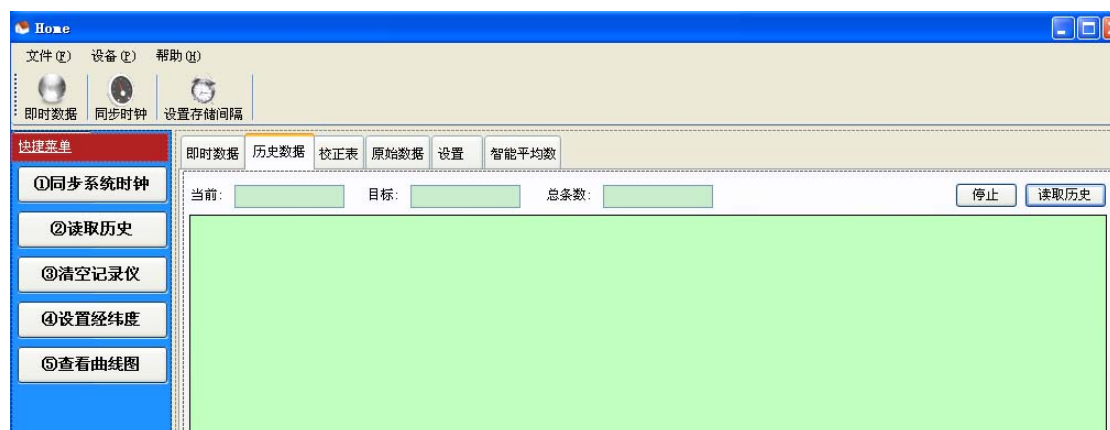 Home
文件(F) 设备(P) 帮助(H)
即时数据 同步时钟 设置存储间隔
快捷菜单
即时数据 历史数据 校正表 原始数据 设置 智能平均数
①同步系统时钟
当前: 目标: 总条数: 停止 读取历史
②读取历史
③清空记录仪
④设置经纬度
⑤查看曲线图